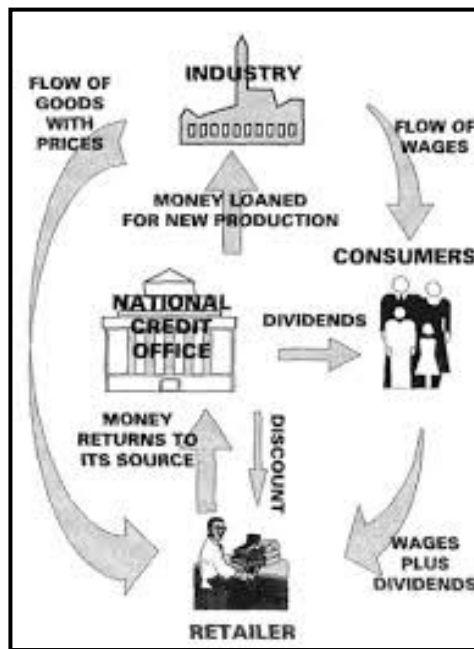 INDUSTRY
FLOW OF
GOODS
WITH
PRICES
FLOW OF
WAGES
MONEY LOANED
FOR NEW PRODUCTION
CONSUMERS
NATIONAL
CREDIT
OFFICE
DIVIDENDS
MONEY
RETURNS TO
ITS SOURCE
DISCOUNT
WAGES
PLUS
DIVIDENDS
RETAILER